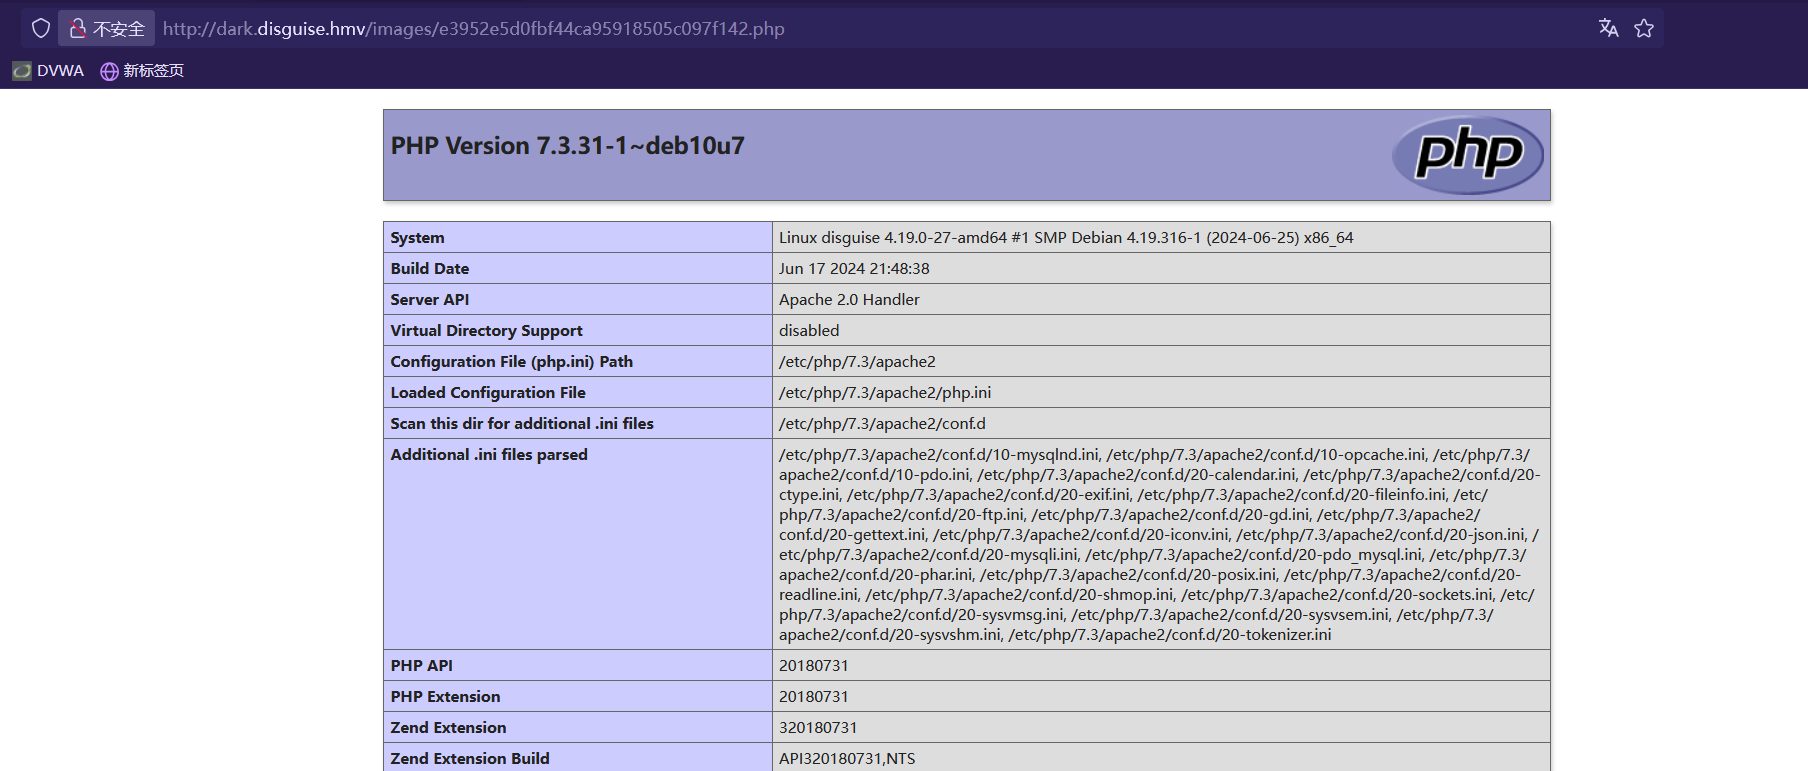 不安全 http://dark.disguise.hmv/images/e3952e5d0fbf44ca95918505c097f142.php
DVWA 新标签页
PHP Version 7.3.31-1~deb10u7
php
System Linux disguise 4.19.0-27-amd64 #1 SMP Debian 4.19.316-1 (2024-06-25) x86_64
Build Date Jun 17 2024 21:48:38
Server API Apache 2.0 Handler
Virtual Directory Support disabled
Configuration File (php.ini) Path /etc/php/7.3/apache2
Loaded Configuration File /etc/php/7.3/apache2/php.ini
Scan this dir for additional .ini files /etc/php/7.3/apache2/conf.d
Additional .ini files parsed /etc/php/7.3/apache2/conf.d/10-mysqlnd.ini, /etc/php/7.3/apache2/conf.d/10-opcache.ini, /etc/php/7.3/
apache2/conf.d/10-pdo.ini, /etc/php/7.3/apache2/conf.d/20-calendar.ini, /etc/php/7.3/apache2/conf.d/20-
ctype.ini, /etc/php/7.3/apache2/conf.d/20-exif.ini, /etc/php/7.3/apache2/conf.d/20-fileinfo.ini, /etc/
php/7.3/apache2/conf.d/20-ftp.ini, /etc/php/7.3/apache2/conf.d/20-gd.ini, /etc/php/7.3/apache2/
conf.d/20-gettext.ini, /etc/php/7.3/apache2/conf.d/20-iconv.ini, /etc/php/7.3/apache2/conf.d/20-json.ini, /
etc/php/7.3/apache2/conf.d/20-mysqli.ini, /etc/php/7.3/apache2/conf.d/20-pdo_mysql.ini, /etc/php/7.3/
apache2/conf.d/20-phar.ini, /etc/php/7.3/apache2/conf.d/20-posix.ini, /etc/php/7.3/apache2/conf.d/20-
readline.ini, /etc/php/7.3/apache2/conf.d/20-shmop.ini, /etc/php/7.3/apache2/conf.d/20-sockets.ini, /etc/
php/7.3/apache2/conf.d/20-sysvmsg.ini, /etc/php/7.3/apache2/conf.d/20-sysvsem.ini, /etc/php/7.3/
apache2/conf.d/20-sysvshm.ini, /etc/php/7.3/apache2/conf.d/20-tokenizer.ini
PHP API 20180731
PHP Extension 20180731
Zend Extension 320180731
Zend Extension Build API320180731,NTS